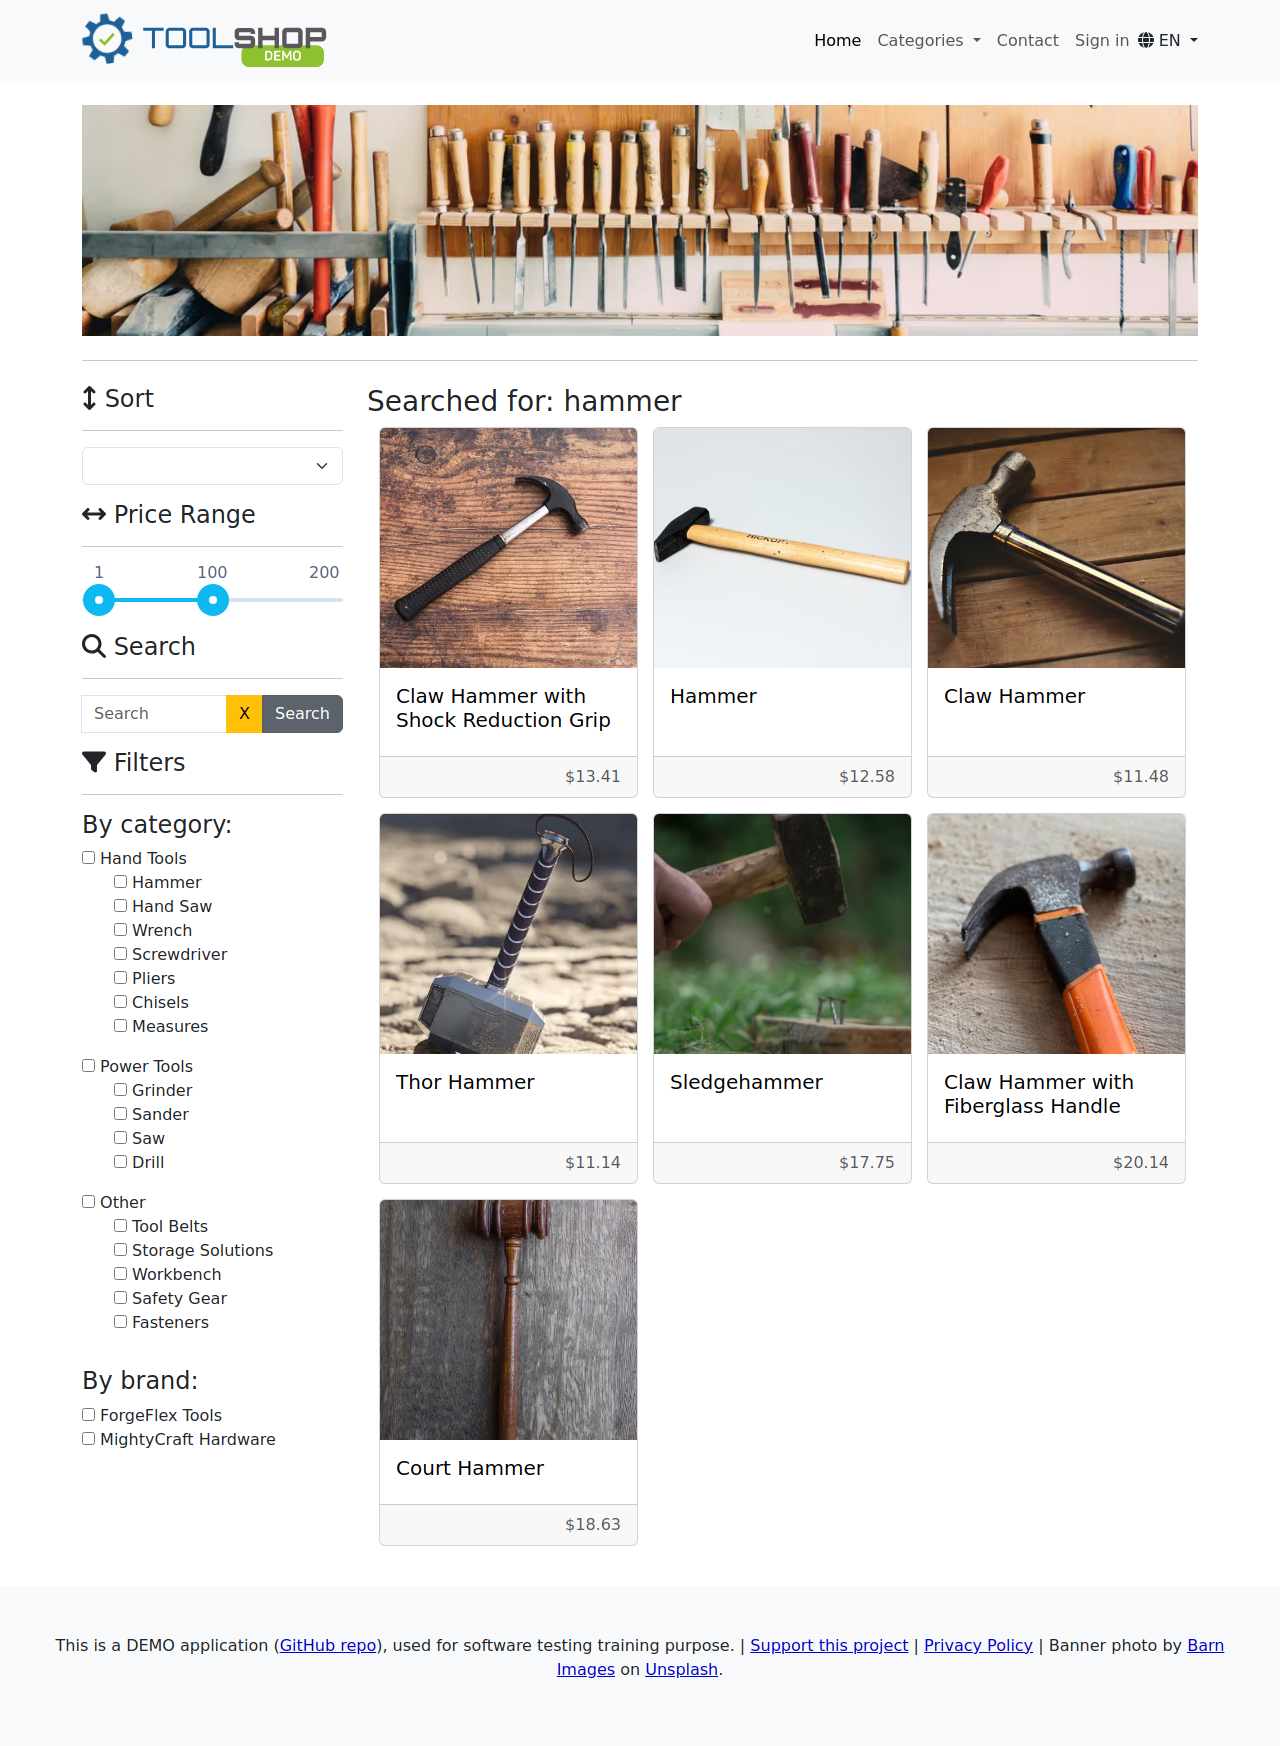 TOOLSHOP
DEMO
Home Categories Contact Sign in EN
Sort
Price Range
1 100 200
Search
Search X Search
Filters
By category:
Hand Tools
Hammer
Hand Saw
Wrench
Screwdriver
Pliers
Chisels
Measures
Power Tools
Grinder
Sander
Saw
Drill
Other
Tool Belts
Storage Solutions
Workbench
Safety Gear
Fasteners
By brand:
ForgeFlex Tools
MightyCraft Hardware
Searched for: hammer
Claw Hammer with
Shock Reduction Grip
$13.41
Hammer
$12.58
Claw Hammer
$11.48
Thor Hammer
$11.14
Sledgehammer
$17.75
Claw Hammer with
Fiberglass Handle
$20.14
Court Hammer
$18.63
This is a DEMO application (GitHub repo), used for software testing training purpose. | Support this project | Privacy Policy | Banner photo by Barn
Images on Unsplash.